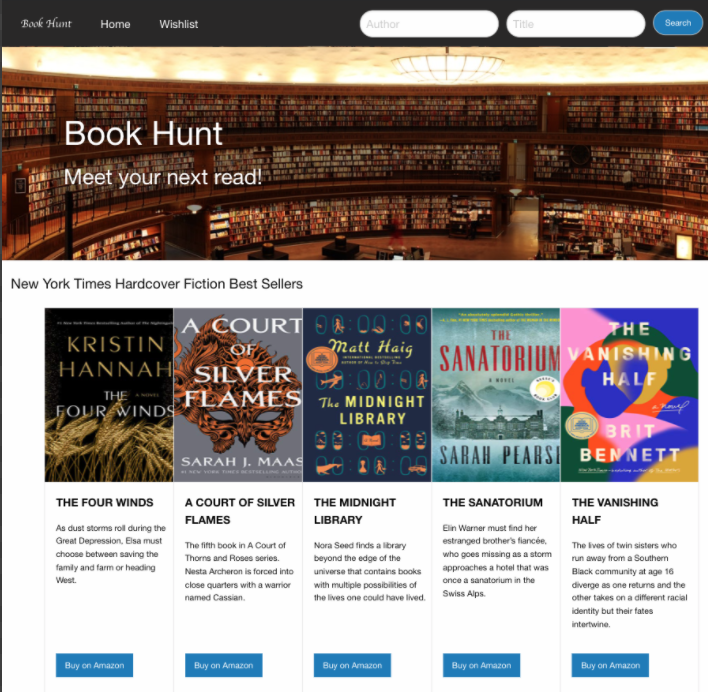 Book Hunt
Home
Wishlist
Author
Title
Search
Book Hunt
Meet your next read!
New York Times Hardcover Fiction Best Sellers
KRISTIN
HANNAH
A NOVEL
THE
FOUR WINDS
A COURT
OF
SILVER
FLAMES
SARAH J. MAAS
#1 NEW YORK TIMES BESTSELLING AUTHOR
Matt Haig
The MIDNIGHT
LIBRARY
THE
SANATORIUM
A NOVEL
SARAH PEARS
THE
VANISHING
HALF
a novel
BRIT
BENNETT
THE FOUR WINDS
As dust storms roll during the
Great Depression, Elsa must
choose between saving the
family and farm or heading
West.
Buy on Amazon
A COURT OF SILVER
FLAMES
The fifth book in A Court of
Thorns and Roses series.
Nesta Archeron is forced into
close quarters with a warrior
named Cassian.
Buy on Amazon
THE MIDNIGHT
LIBRARY
Nora Seed finds a library
beyond the edge of the
universe that contains books
with multiple possibilities of
the lives one could have lived.
Buy on Amazon
THE SANATORIUM
Elin Warner must find her
estranged brother's fiancée,
who goes missing as a storm
approaches a hotel that was
once a sanatorium in the
Swiss Alps.
Buy on Amazon
THE VANISHING
HALF
The lives of twin sisters who
run away from a Southern
Black community at age 16
diverge as one returns and the
other takes on a different racial
identity but their fates
intertwine.
Buy on Amazon